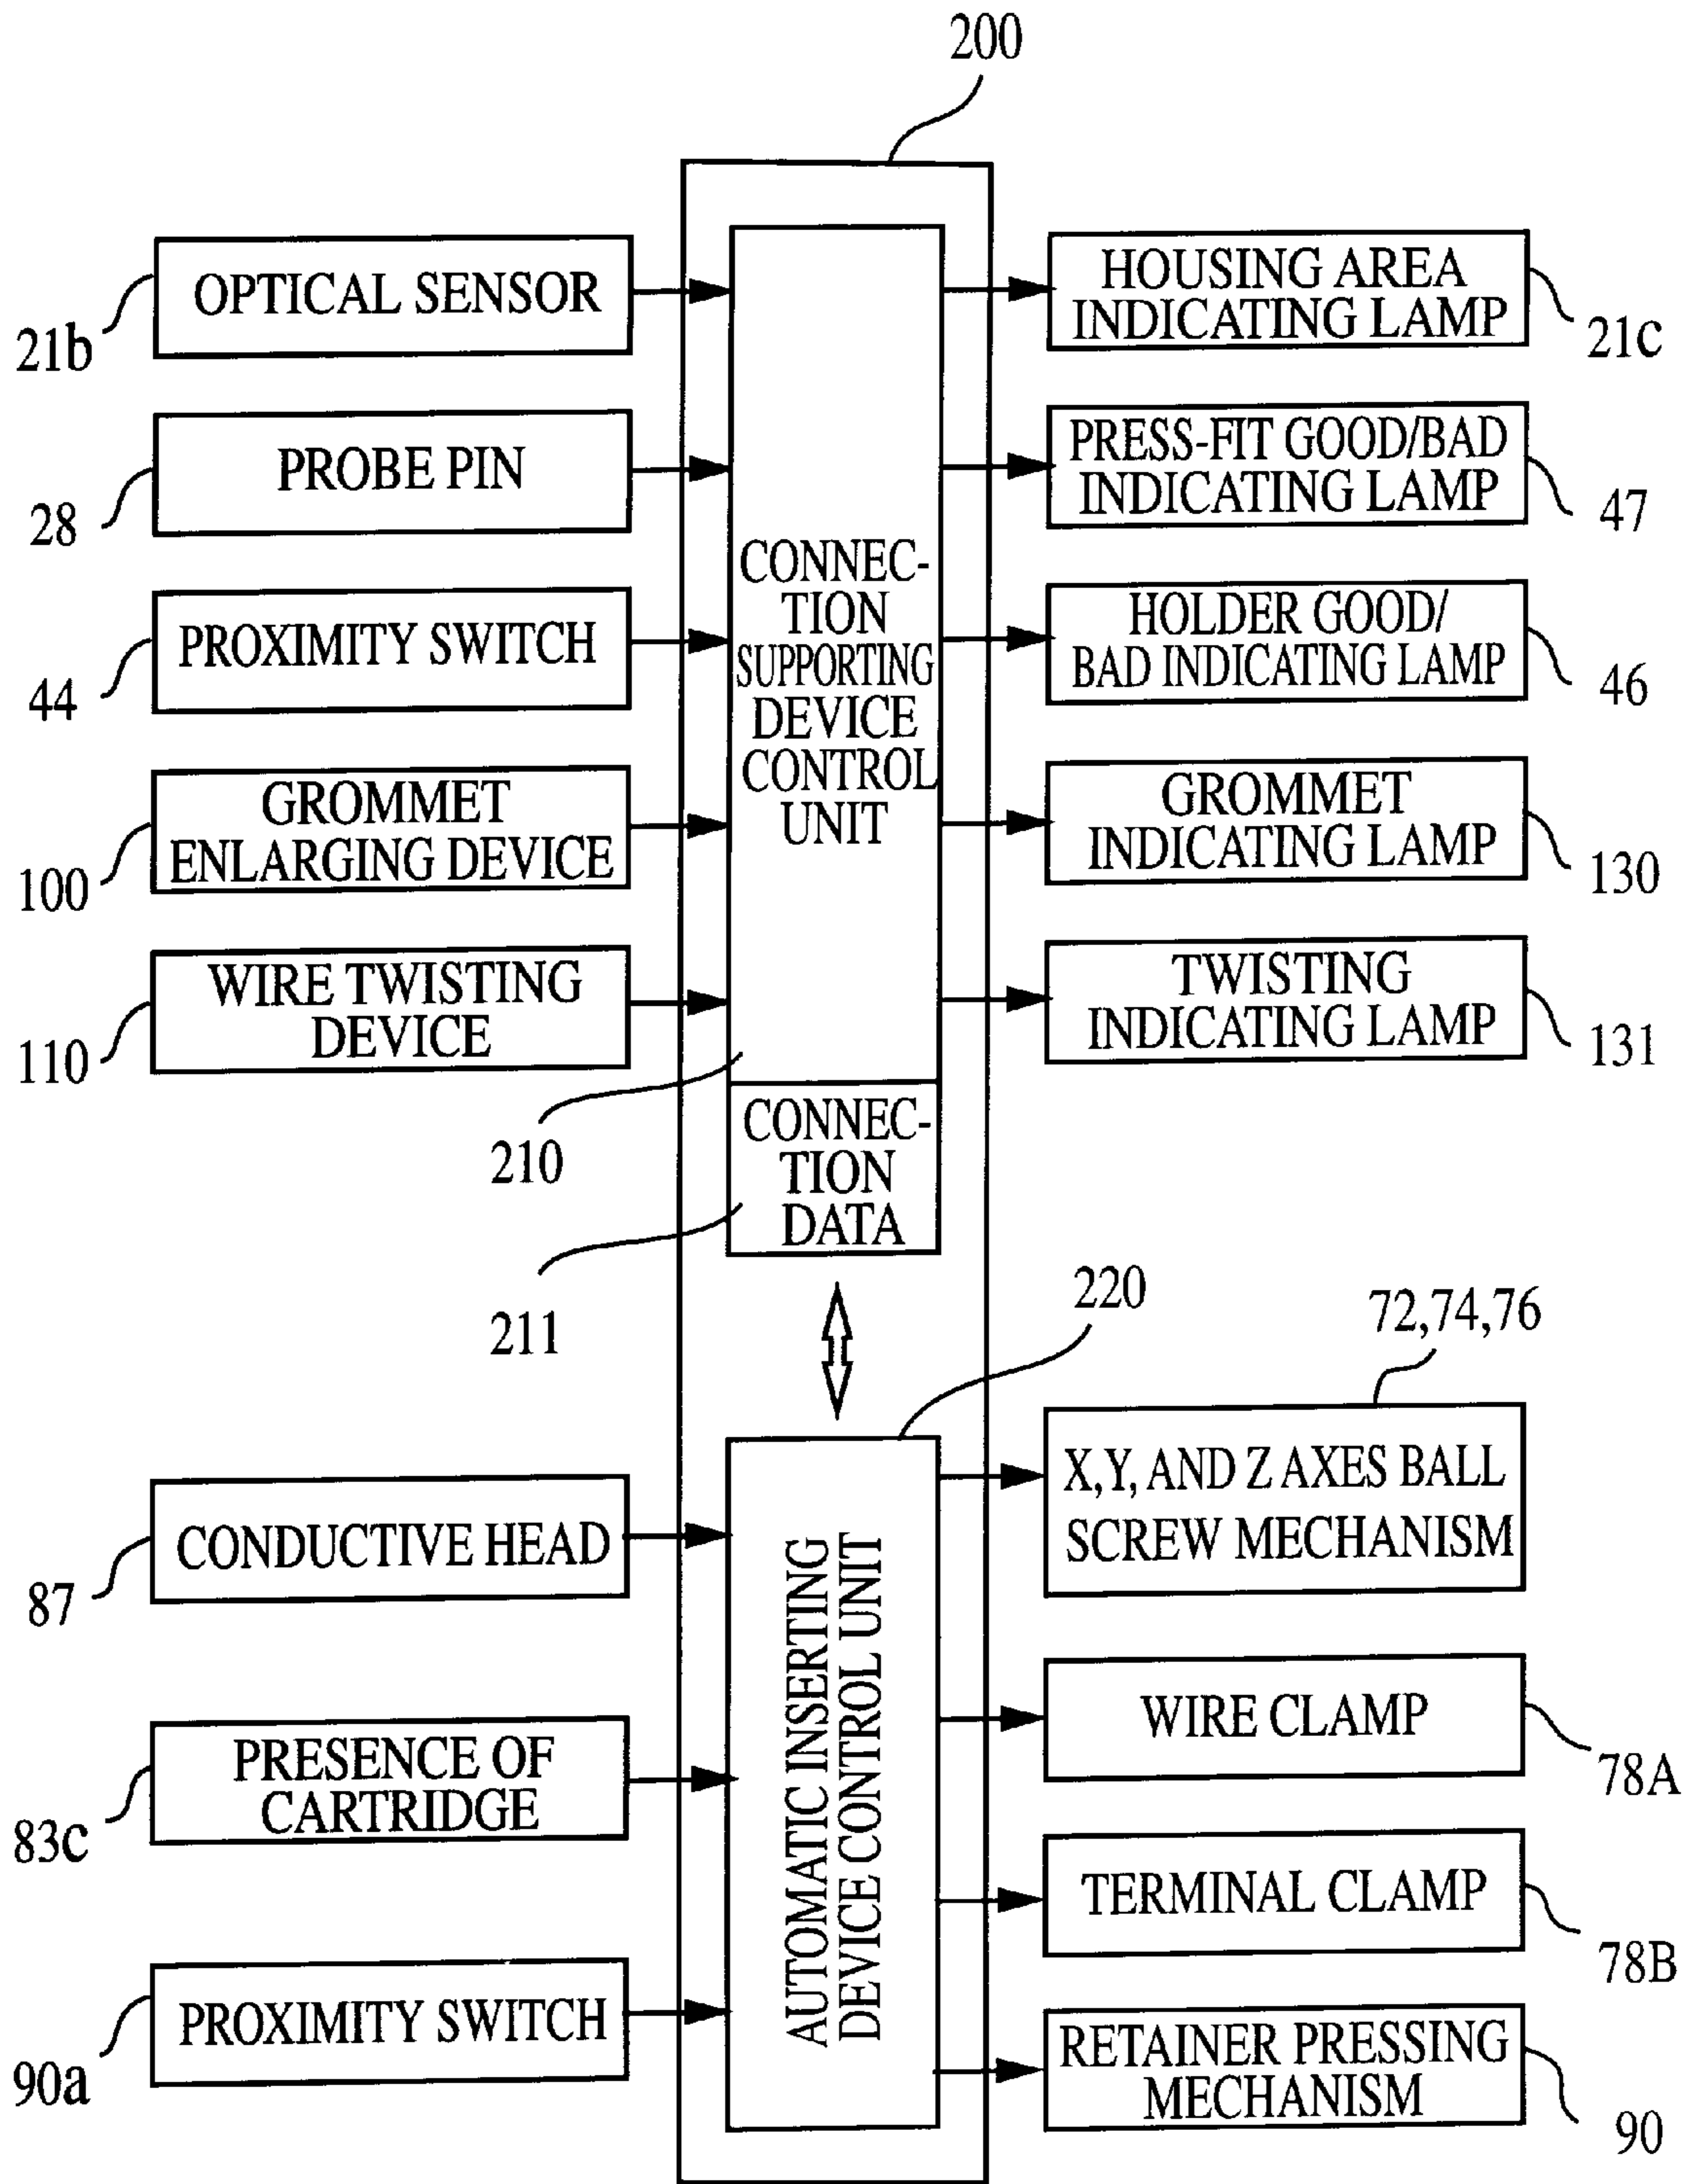 200
OPTICAL SENSOR
21b
PROBE PIN
28
PROXIMITY SWITCH
44
GROMMET
ENLARGING DEVICE
100
WIRE TWISTING
DEVICE
110
CONNEC-
TION
SUPPORTING
DEVICE
CONTROL
UNIT
210
CONNEC-
TION
DATA
211
HOUSING AREA
INDICATING LAMP
21c
PRESS-FIT GOOD/BAD
INDICATING LAMP
47
HOLDER GOOD/
BAD INDICATING LAMP
46
GROMMET
INDICATING LAMP
130
TWISTING
INDICATING LAMP
131
220
72,74,76
CONDUCTIVE HEAD
87
PRESENCE OF
CARTRIDGE
83c
PROXIMITY SWITCH
90a
AUTOMATIC INSERTING
DEVICE CONTROL UNIT
X,Y, AND Z AXES BALL
SCREW MECHANISM
WIRE CLAMP
78A
TERMINAL CLAMP
78B
RETAINER PRESSING
MECHANISM
90